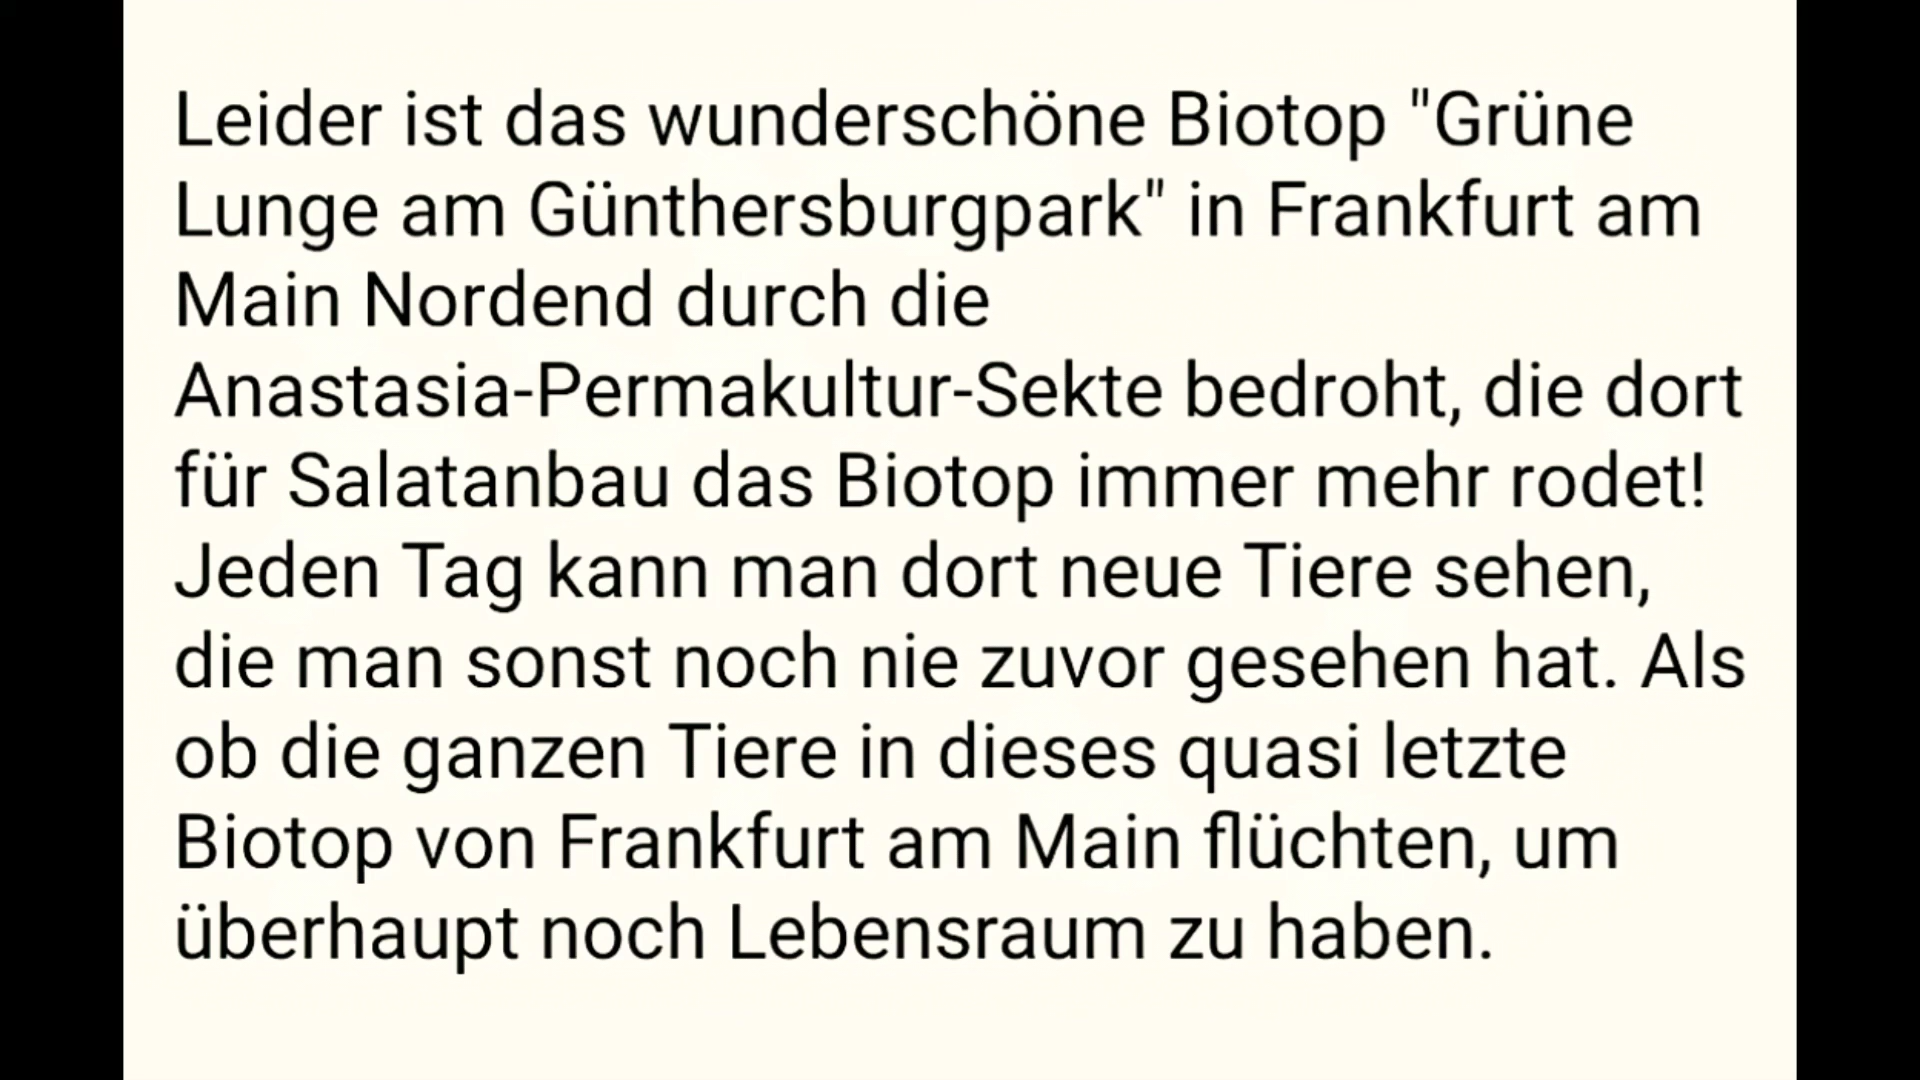 Leider ist das wunderschöne Biotop "Grüne
Lunge am Günthersburgpark" in Frankfurt am
Main Nordend durch die
Anastasia-Permakultur-Sekte bedroht, die dort
für Salatanbau das Biotop immer mehr rodet!
Jeden Tag kann man dort neue Tiere sehen,
die man sonst noch nie zuvor gesehen hat. Als
ob die ganzen Tiere in dieses quasi letzte
Biotop von Frankfurt am Main flüchten, um
überhaupt noch Lebensraum zu haben.